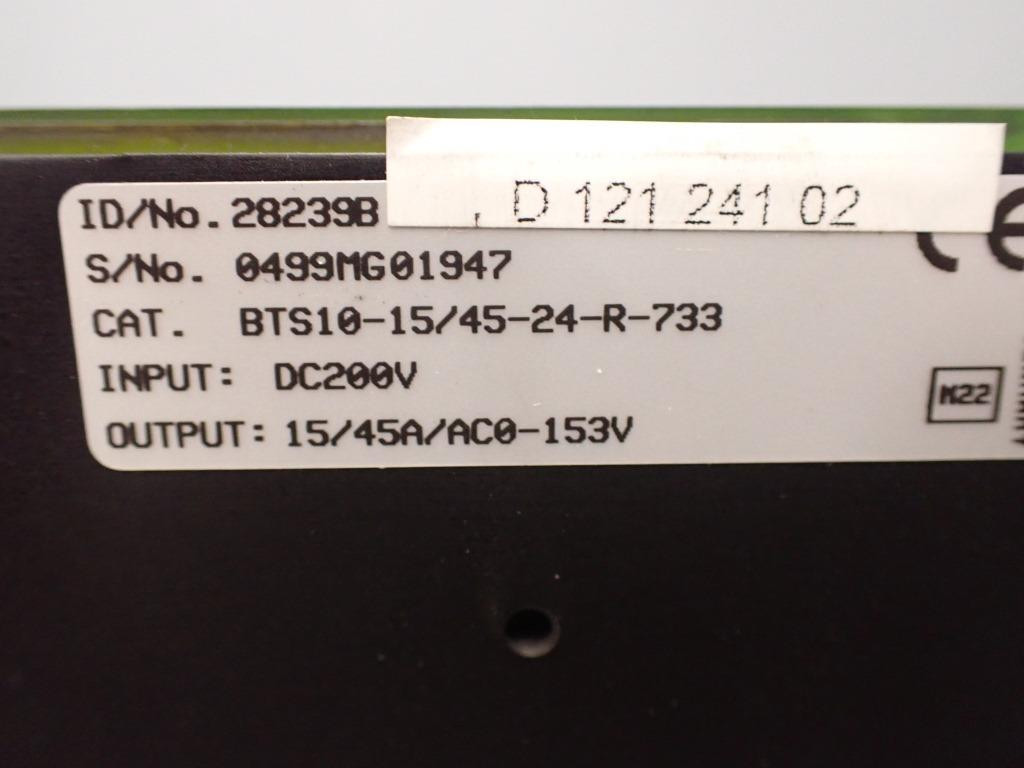 D 121 241 02
ID/No. 28239B
S/No. 0499MG01947
CAT. BTS10-15/45-24-R-733
INPUT: DC200V
OUTPUT: 15/45A/AC0-153V
M22
CE